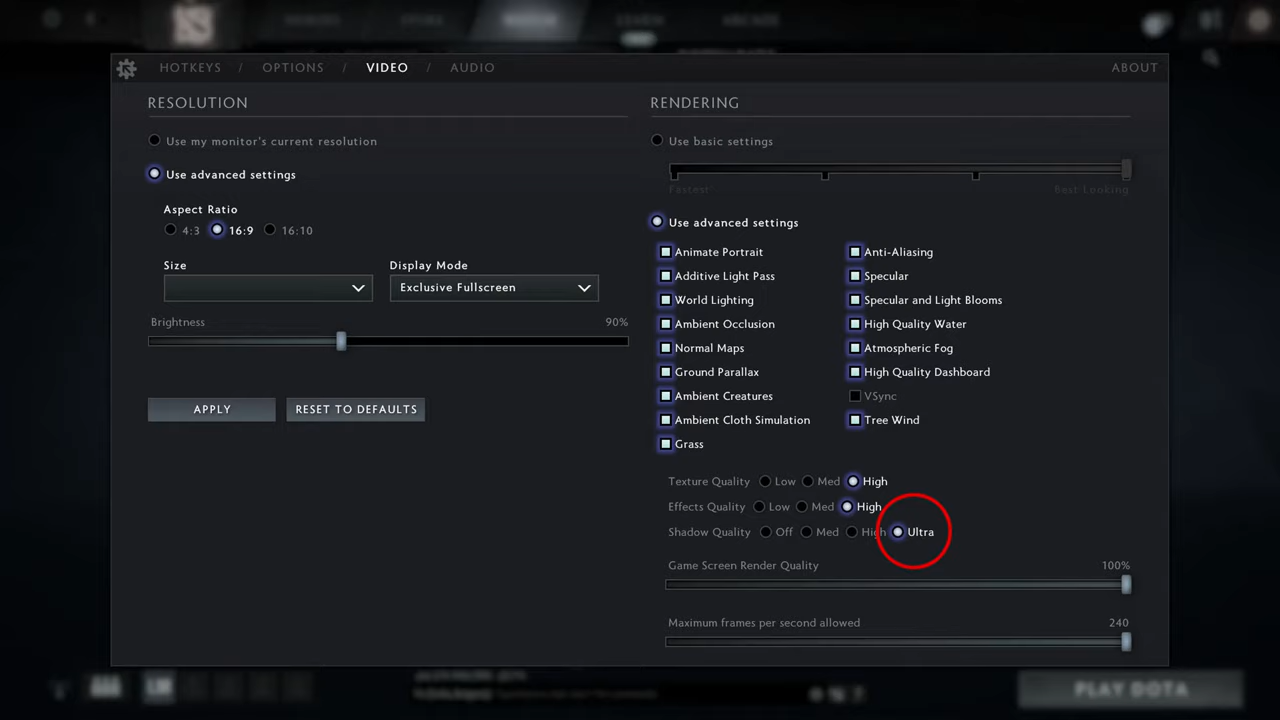 HOTKEYS / OPTIONS / VIDEO / AUDIO ABOUT
RESOLUTION
Use my monitor's current resolution
Use advanced settings
Aspect Ratio
4:3 16:9 16:10
Size Display Mode
Exclusive Fullscreen
Brightness 90%
APPLY RESET TO DEFAULTS
RENDERING
Use basic settings
Fastest Best Looking
Use advanced settings
Animate Portrait Anti-Aliasing
Additive Light Pass Specular
World Lighting Specular and Light Blooms
Ambient Occlusion High Quality Water
Normal Maps Atmospheric Fog
Ground Parallax High Quality Dashboard
Ambient Creatures VSync
Ambient Cloth Simulation Tree Wind
Grass
Texture Quality Low Med High
Effects Quality Low Med High
Shadow Quality Off Med High Ultra
Game Screen Render Quality 100%
Maximum frames per second allowed 240
PLAY DOTA